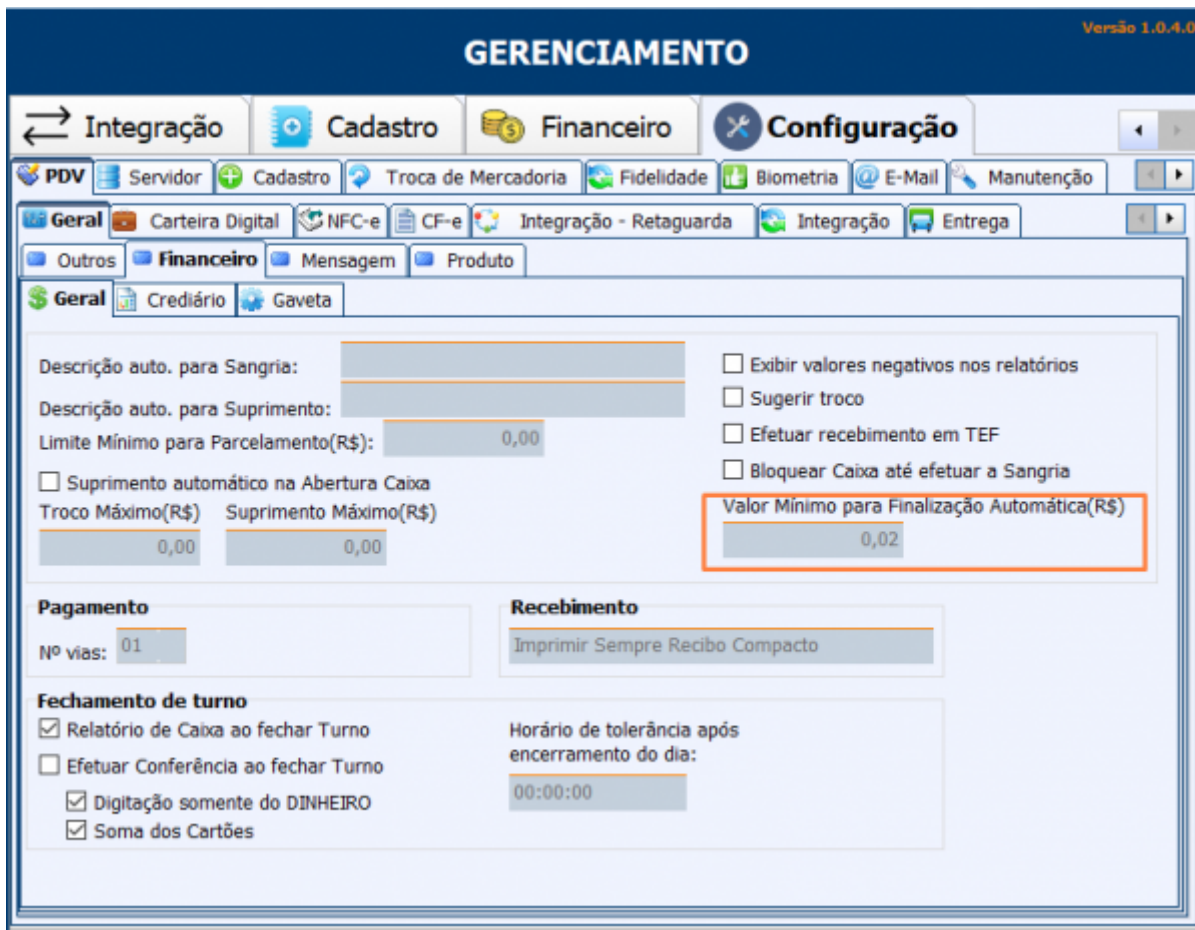 Versão 1.0.4.0
GERENCIAMENTO
Integração Cadastro Financeiro Configuração
PDV Servidor Cadastro Troca de Mercadoria Fidelidade Biometria E-Mail Manutenção
Geral Carteira Digital NFC-e CF-e Integração - Retaguarda Integração Entrega
Outros Financeiro Mensagem Produto
Geral Crediário Gaveta
Descrição auto. para Sangria:
Descrição auto. para Suprimento:
Limite Mínimo para Parcelamento(R$): 0,00
Suprimento automático na Abertura Caixa
Troco Máximo(R$) Suprimento Máximo(R$)
0,00 0,00
Exibir valores negativos nos relatórios
Sugerir troco
Efetuar recebimento em TEF
Bloquear Caixa até efetuar a Sangria
Valor Mínimo para Finalização Automática(R$)
0,02
Pagamento
Nº vias: 01
Recebimento
Imprimir Sempre Recibo Compacto
Fechamento de turno
Relatório de Caixa ao fechar Turno
Efetuar Conferência ao fechar Turno
Digitação somente do DINHEIRO
Soma dos Cartões
Horário de tolerância após
encerramento do dia:
00:00:00